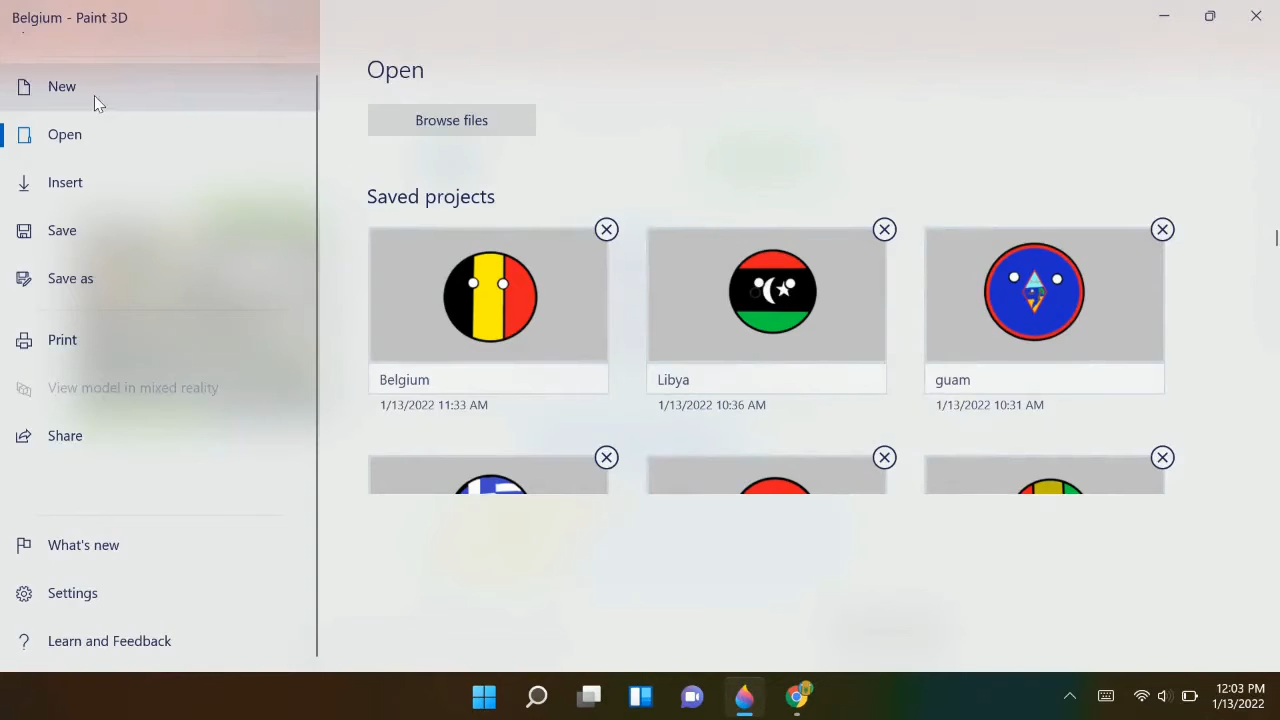 Belgium - Paint 3D
New
Open
Insert
Save
Save as
Print
View model in mixed reality
Share
What's new
Settings
Learn and Feedback
Open
Browse files
Saved projects
Belgium
1/13/2022 11:33 AM
Libya
1/13/2022 10:36 AM
guam
1/13/2022 10:31 AM
12:03 PM
1/13/2022